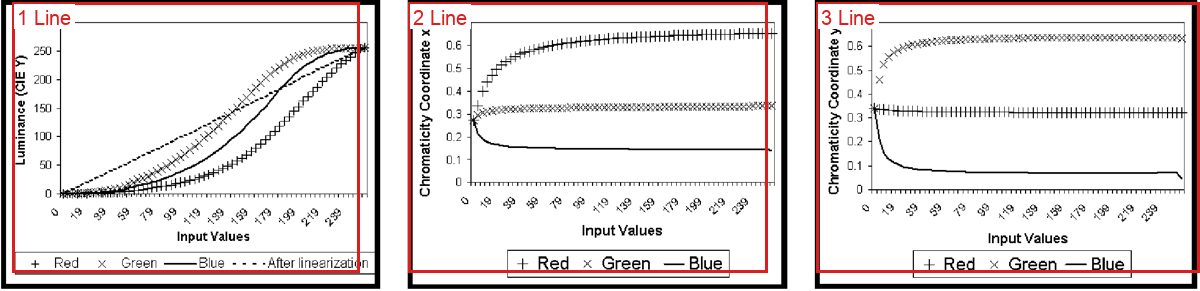 1 Line
Luminance (CIE Y)
250
200
150
100
50
0
0 19 39 59 79 99 119 139 159 179 199 219 239
Input Values
Red Green Blue After linearization
2 Line
Chromaticity Coordinate x
0.6
0.5
0.4
0.3
0.2
0.1
0
0 19 39 59 79 99 119 139 159 179 199 219 239
Input Values
Red Green Blue
3 Line
Chromaticity Coordinate y
0.6
0.5
0.4
0.3
0.2
0.1
0
0 19 39 59 79 99 119 139 159 179 199 219 239
Input Values
Red Green Blue